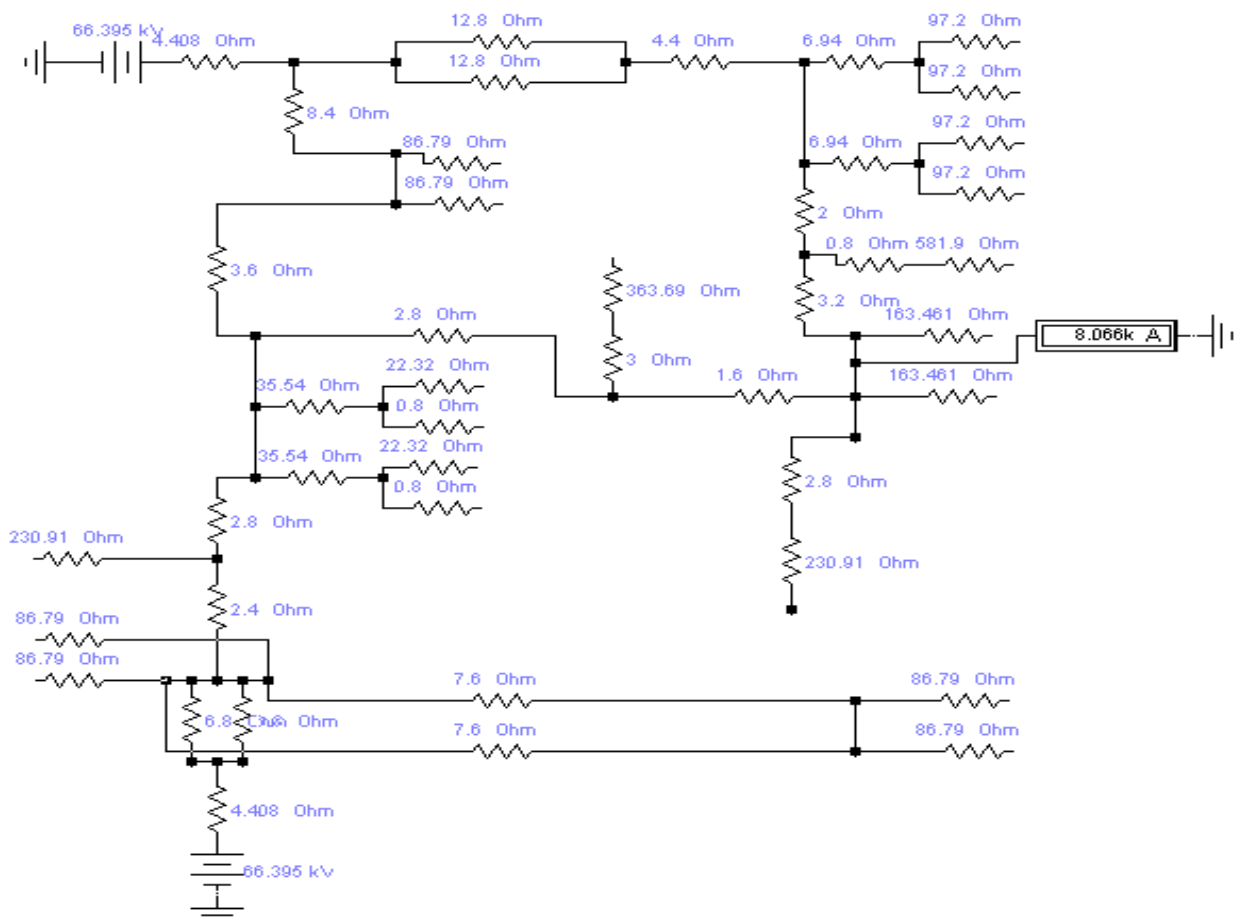 12.8 Ohm
97.2 Ohm
66.395 kV
4.408 Ohm
4.4 Ohm
6.94 Ohm
12.8 Ohm
97.2 Ohm
8.4 Ohm
97.2 Ohm
86.79 Ohm
6.94 Ohm
97.2 Ohm
86.79 Ohm
2 Ohm
0.8 Ohm
581.9 Ohm
3.6 Ohm
363.69 Ohm
3.2 Ohm
2.8 Ohm
163.461 Ohm
8.066k A
3 Ohm
22.32 Ohm
35.54 Ohm
1.6 Ohm
163.461 Ohm
0.8 Ohm
22.32 Ohm
35.54 Ohm
0.8 Ohm
2.8 Ohm
2.8 Ohm
230.91 Ohm
230.91 Ohm
2.4 Ohm
86.79 Ohm
86.79 Ohm
7.6 Ohm
86.79 Ohm
6.8
Ohm
7.6 Ohm
86.79 Ohm
4.408 Ohm
66.395 kV